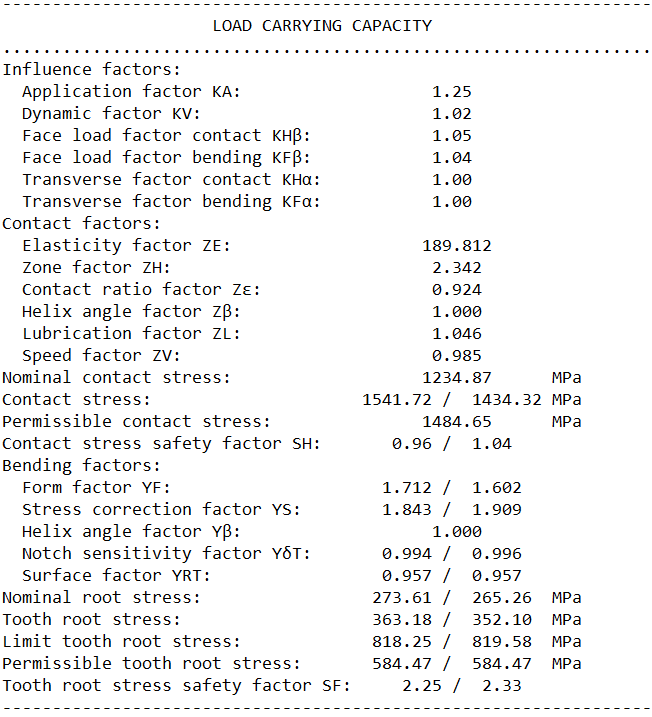 LOAD CARRYING CAPACITY
Influence factors:
Application factor KA: 1.25
Dynamic factor KV: 1.02
Face load factor contact KHβ: 1.05
Face load factor bending KFβ: 1.04
Transverse factor contact KHα: 1.00
Transverse factor bending KFα: 1.00
Contact factors:
Elasticity factor ZE: 189.812
Zone factor ZH: 2.342
Contact ratio factor Zε: 0.924
Helix angle factor Zβ: 1.000
Lubrication factor ZL: 1.046
Speed factor ZV: 0.985
Nominal contact stress: 1234.87 MPa
Contact stress: 1541.72 / 1434.32 MPa
Permissible contact stress: 1484.65 MPa
Contact stress safety factor SH: 0.96 / 1.04
Bending factors:
Form factor YF: 1.712 / 1.602
Stress correction factor YS: 1.843 / 1.909
Helix angle factor Yβ: 1.000
Notch sensitivity factor YδT: 0.994 / 0.996
Surface factor YRT: 0.957 / 0.957
Nominal root stress: 273.61 / 265.26 MPa
Tooth root stress: 363.18 / 352.10 MPa
Limit tooth root stress: 818.25 / 819.58 MPa
Permissible tooth root stress: 584.47 / 584.47 MPa
Tooth root stress safety factor SF: 2.25 / 2.33